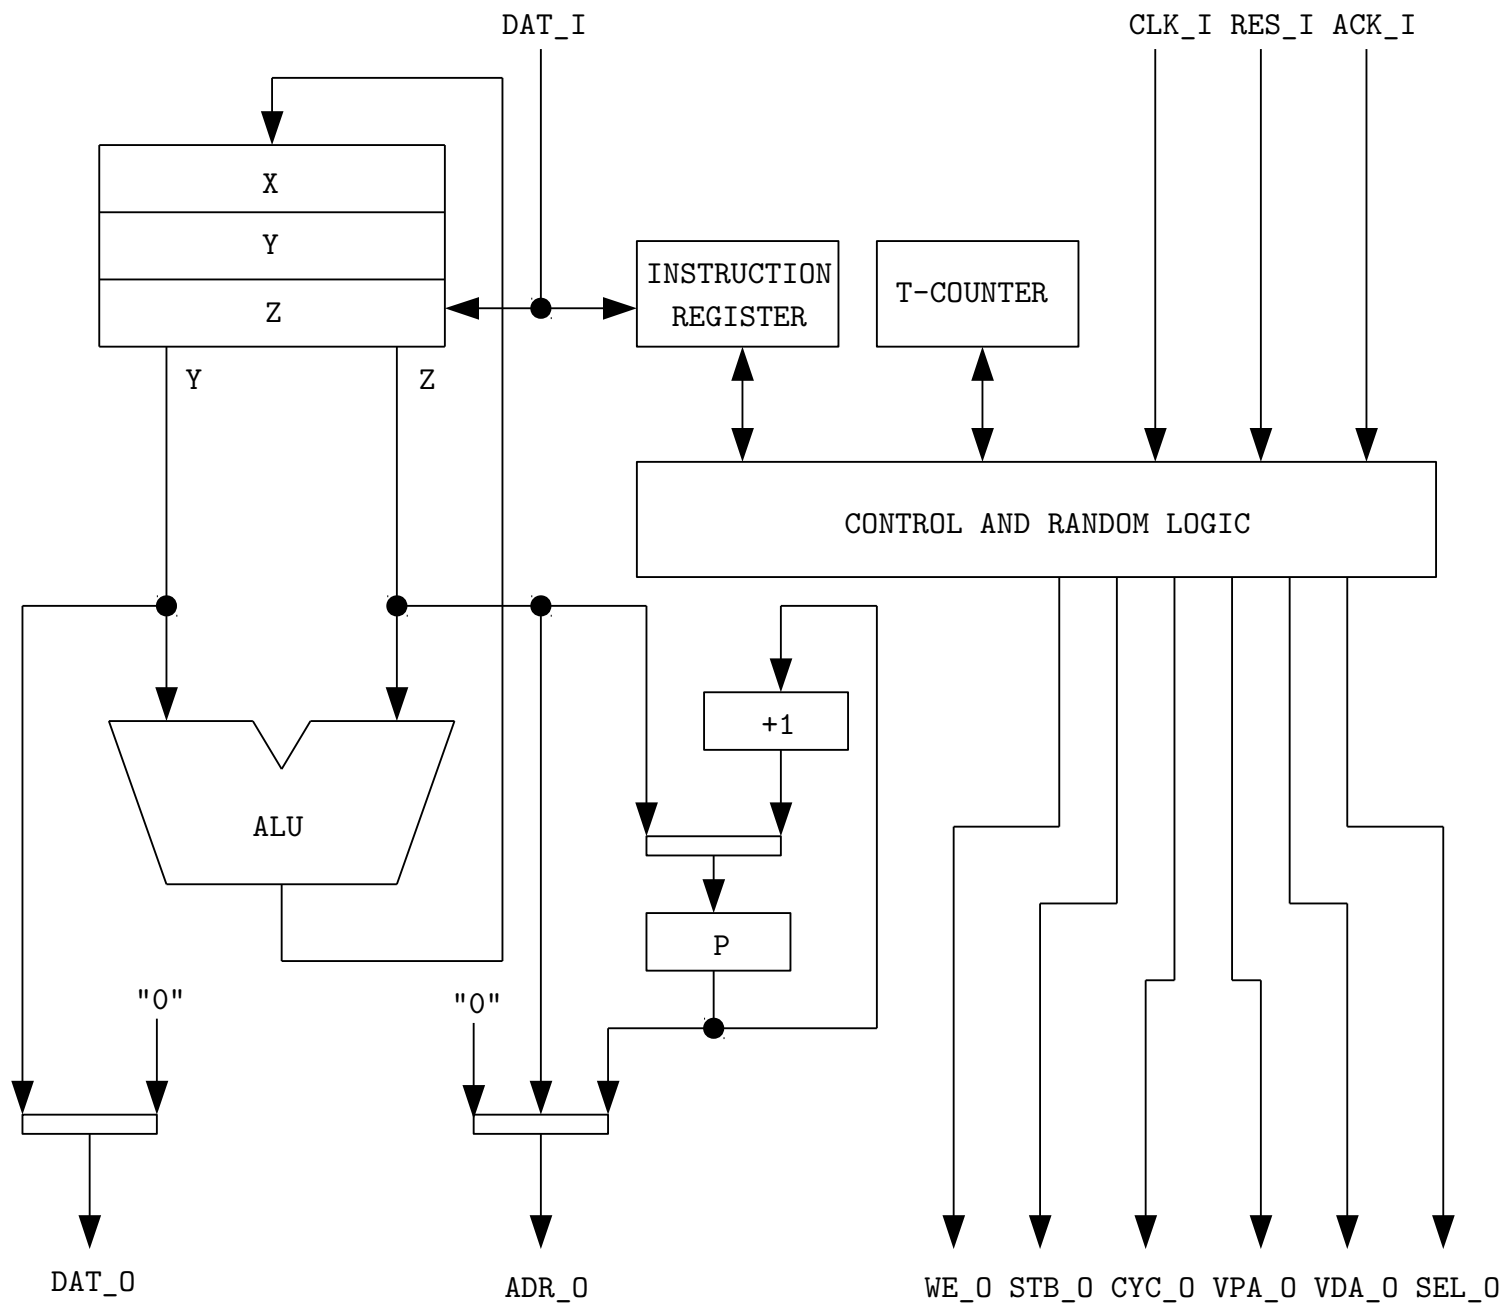 DAT_I
CLK_I RES_I ACK_I
X
Y
Z
INSTRUCTION
REGISTER
T-COUNTER
Y
Z
CONTROL AND RANDOM LOGIC
+1
ALU
P
"0"
"0"
DAT_O
ADR_O
WE_O STB_O CYC_O VPA_O VDA_O SEL_O